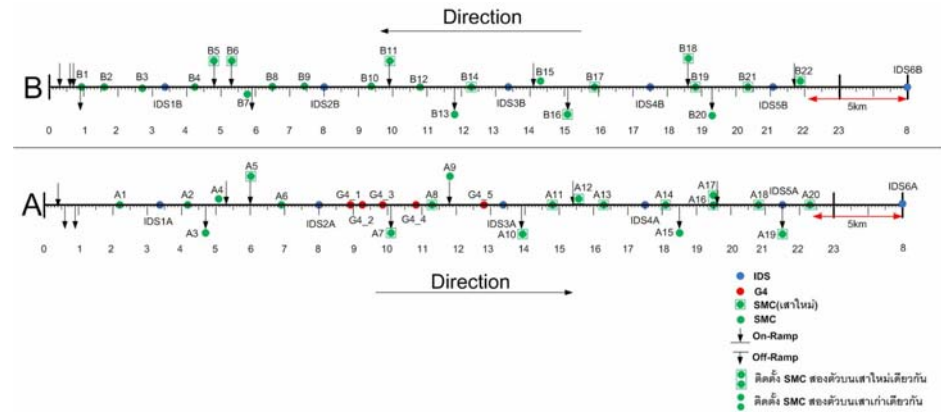 Direction
B5 B6 B11 B18
B1 B2 B3 B4 B8 B9 B10 B12 B14 B15 B17 B19 B21 B22 IDS6B
B
IDS1B B7 IDS2B IDS3B IDS4B IDS5B 5km
B13 B16 B20
0 1 2 3 4 5 6 7 8 9 10 11 12 13 14 15 16 17 18 19 20 21 22 23 8
A5 A9 A17 IDS5A IDS6A
A1 A2 A4 A6 G4_1 G4_3 A8 G4_5 A11 A12 A13 A14 A16 A18 A20
A
IDS1A IDS2A G4_2 G4_4 IDS3A IDS4A 5km
A3 A7 A10 A15 A19
0 1 2 3 4 5 6 7 8 9 10 11 12 13 14 15 16 17 18 19 20 21 22 23 8
Direction
IDS
G4
SMC(เสาใหม่)
SMC
On-Ramp
Off-Ramp
ติดตั้ง SMC สองตัวบนเสาใหม่เดียวกัน
ติดตั้ง SMC สองตัวบนเสาเก่าเดียวกัน